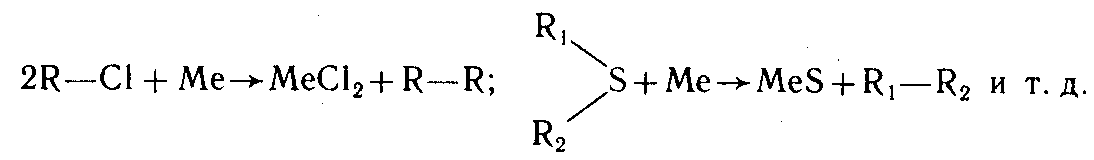 R₁
2R—Cl + Me → MeCl₂ + R—R; S + Me → MeS + R₁—R₂ и т. д.
R₂